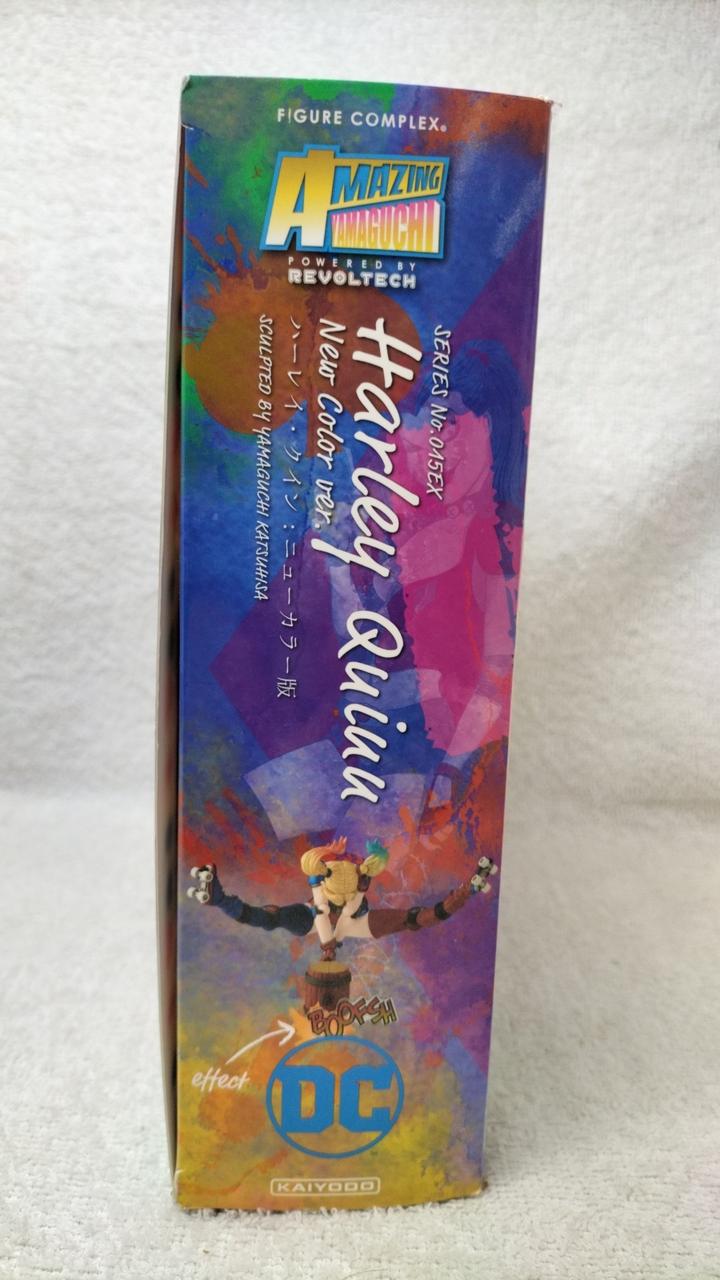 FIGURE COMPLEX®
AMAZING
YAMAGUCHI
POWERED BY
REVOLTECH
SERIES No.015EX
Harley Quinn
New Color ver.
ハーレイ・クイン：ニューカラー版
SCULPTED BY YAMAGUCHI KATSUHISA
BOOFSH
effect
DC
KAIYODO